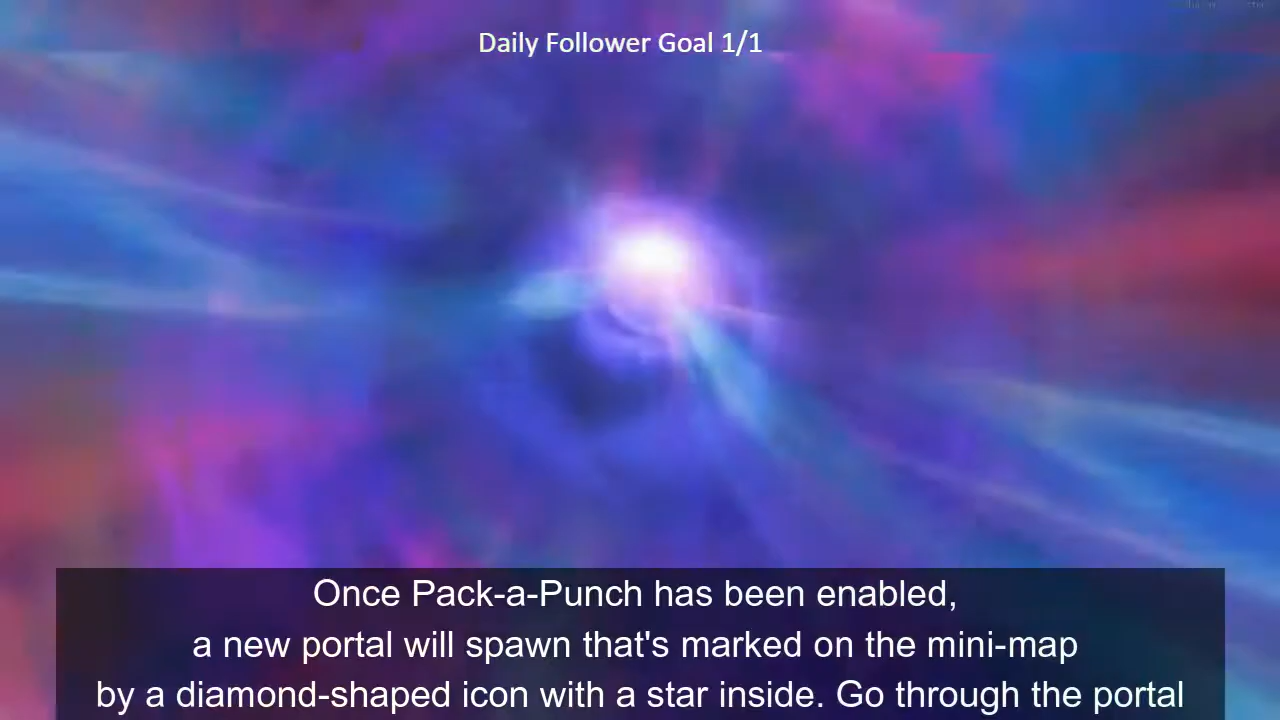 Daily Follower Goal 1/1
Once Pack-a-Punch has been enabled,
a new portal will spawn that's marked on the mini-map
by a diamond-shaped icon with a star inside. Go through the portal